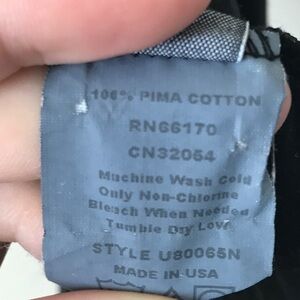 100% PIMA COTTON
RN66170
CN32054
Machine Wash Cold
Only Non-Chlorine
Bleach When Needed
Tumble Dry Low
STYLE U80065N
MADE IN USA